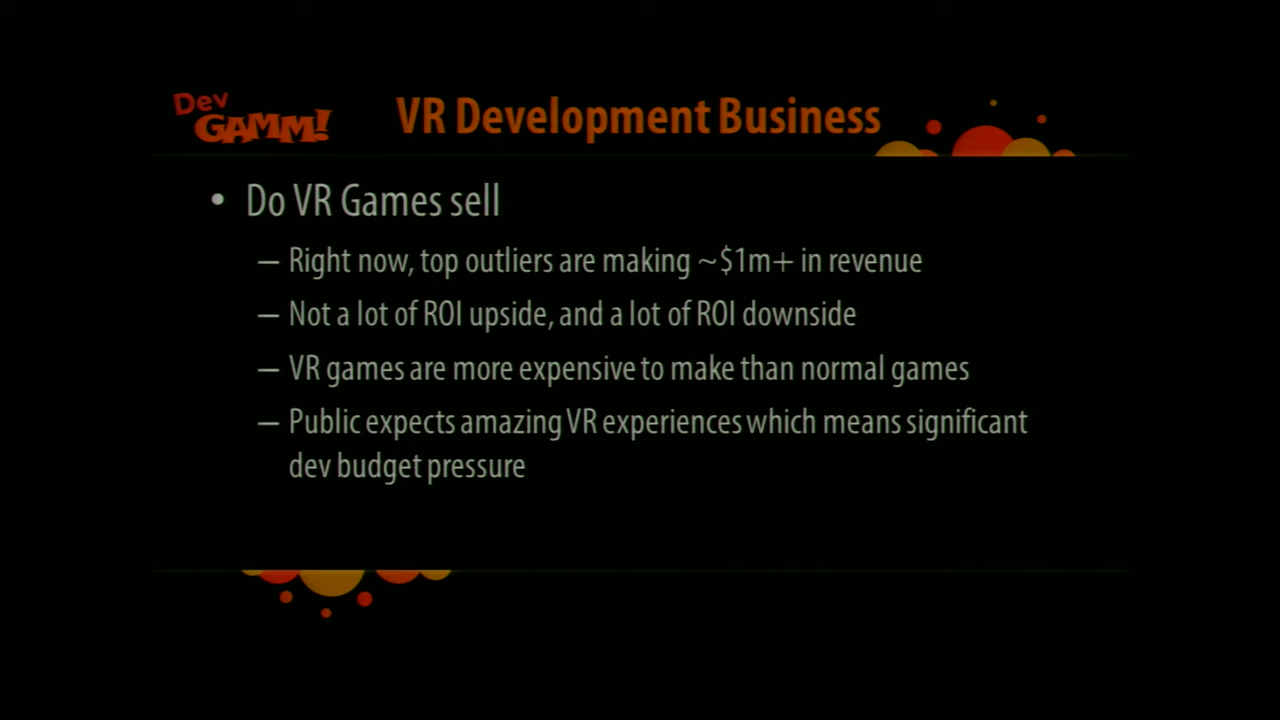 Dev
GAMM!
VR Development Business
• Do VR Games sell
– Right now, top outliers are making ~$1m+ in revenue
– Not a lot of ROI upside, and a lot of ROI downside
– VR games are more expensive to make than normal games
– Public expects amazing VR experiences which means significant
dev budget pressure